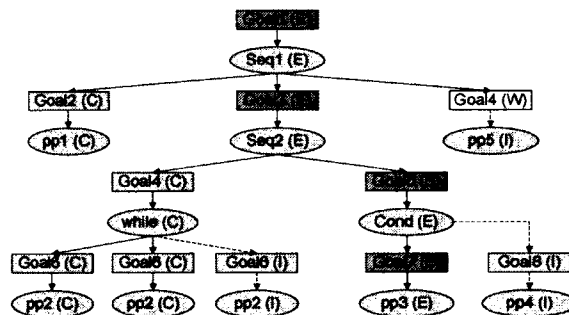 Seq1 (E)
Goal2 (C)
Goal4 (W)
pp1 (C)
Seq2 (E)
pp5 (I)
Goal4 (C)
while (C)
Cond (E)
Goal6 (C)
Goal6 (C)
Goal6 (I)
Goal8 (I)
pp2 (C)
pp2 (C)
pp2 (I)
pp3 (E)
pp4 (I)